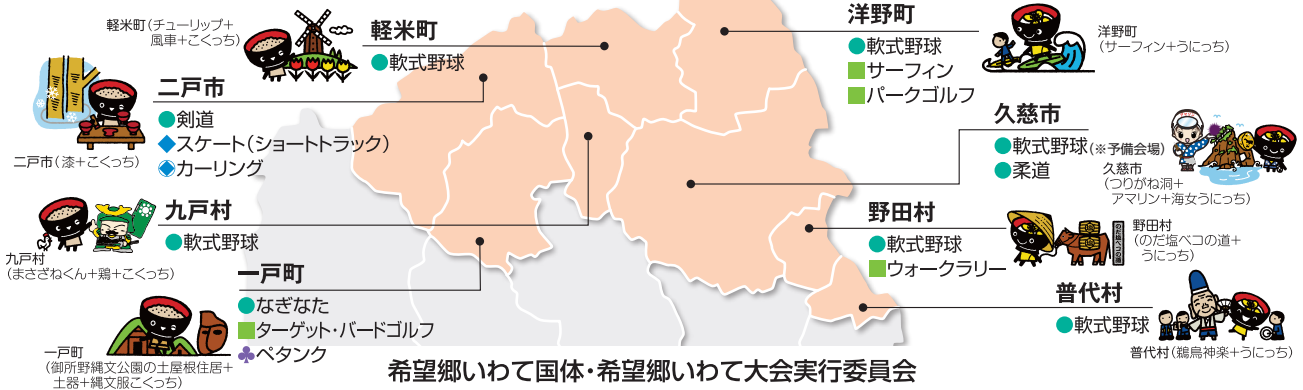 軽米町（チューリップ＋
風車＋こくっち）
軽米町
軟式野球
洋野町
軟式野球
サーフィン
パークゴルフ
洋野町
（サーフィン＋うにっち）
二戸市
剣道
スケート（ショートトラック）
カーリング
二戸市（漆＋こくっち）
久慈市
軟式野球（※予備会場）
柔道
久慈市
（つりがね洞＋
アマリン＋海女うにっち）
九戸村
軟式野球
九戸村
（まさざねくん＋鶏＋こくっち）
野田村
軟式野球
ウォークラリー
のだ塩ベコの道
野田村
（のだ塩ベコの道＋
うにっち）
一戸町
なぎなた
ターゲット・バードゴルフ
ペタンク
一戸町
（御所野縄文公園の土屋根住居＋
土器＋縄文服こくっち）
普代村
軟式野球
普代村（鵜鳥神楽＋うにっち）
希望郷いわて国体・希望郷いわて大会実行委員会